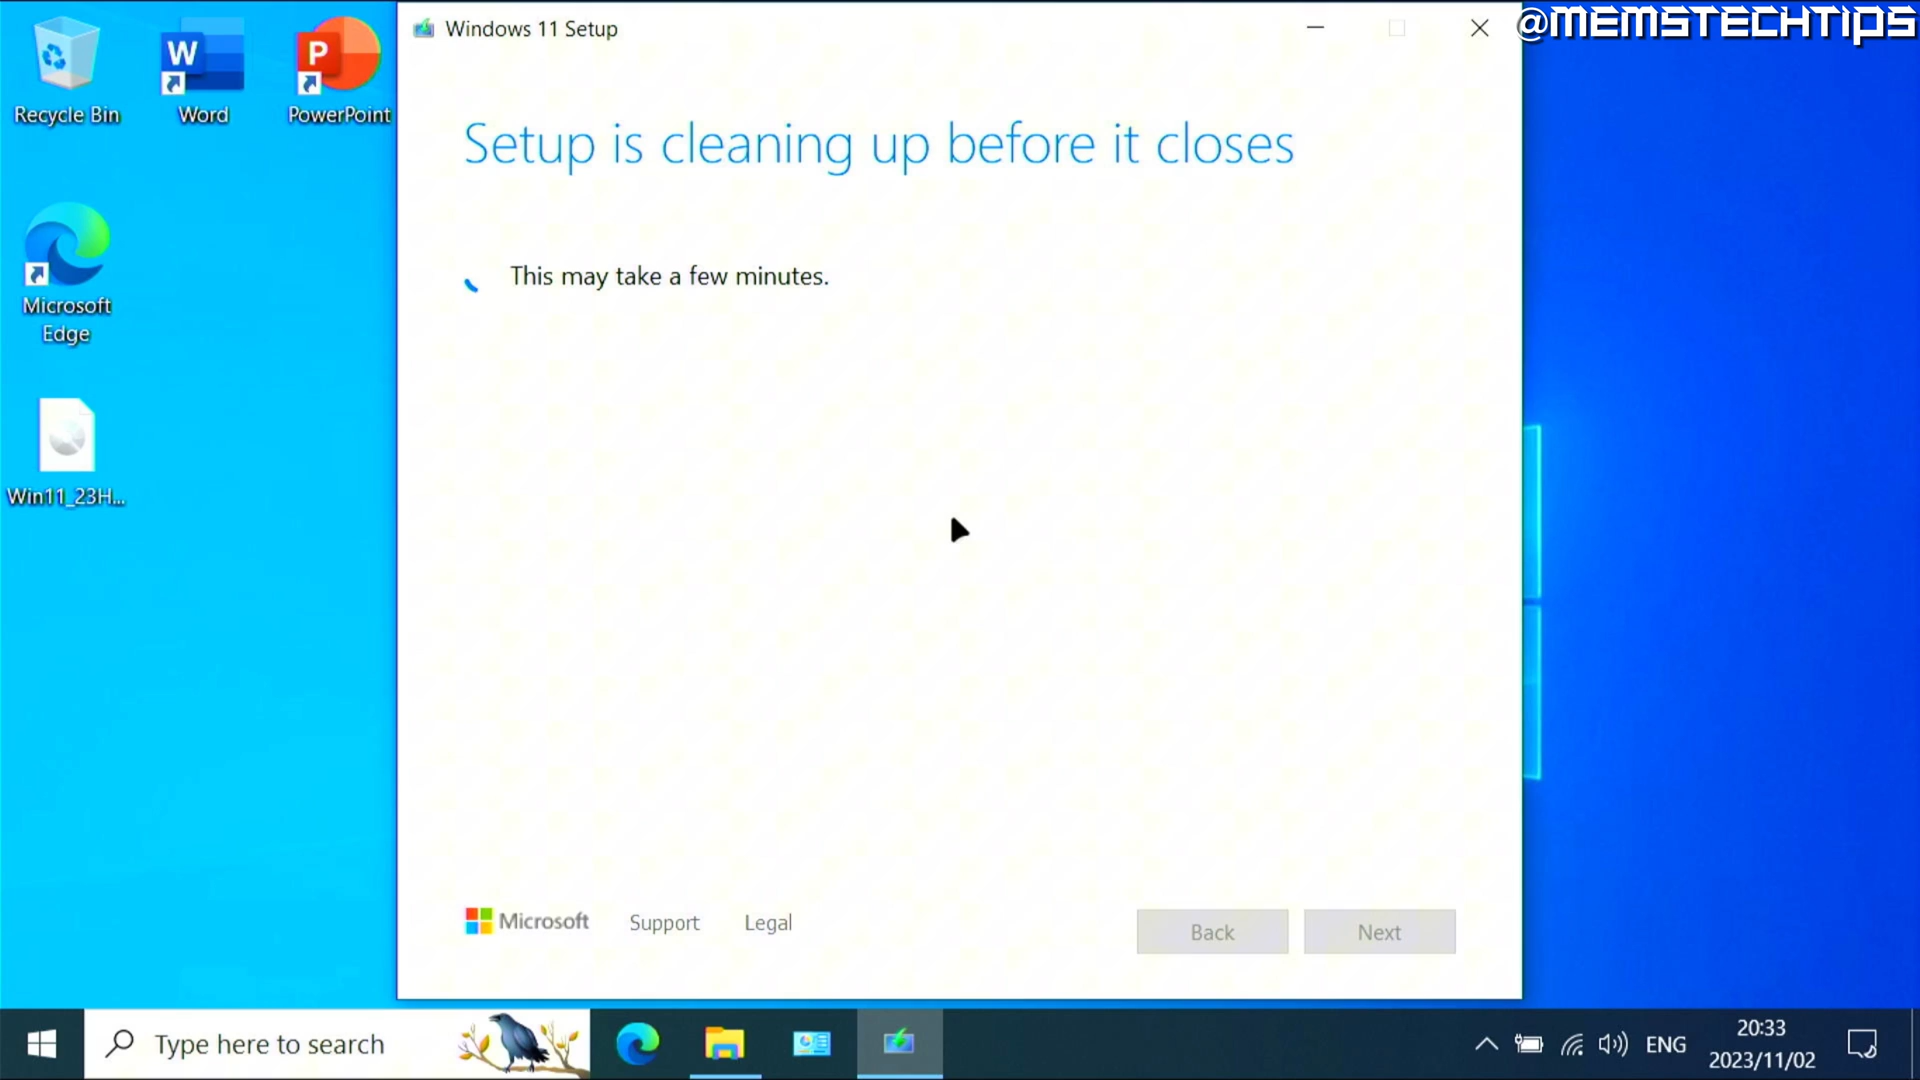 @MEMSTECHTIPS
Windows 11 Setup
Setup is cleaning up before it closes
This may take a few minutes.
Microsoft
Support
Legal
Back
Next
Recycle Bin
W
Word
P
PowerPoint
Microsoft
Edge
Win11_23H...
Type here to search
ENG
20:33
2023/11/02